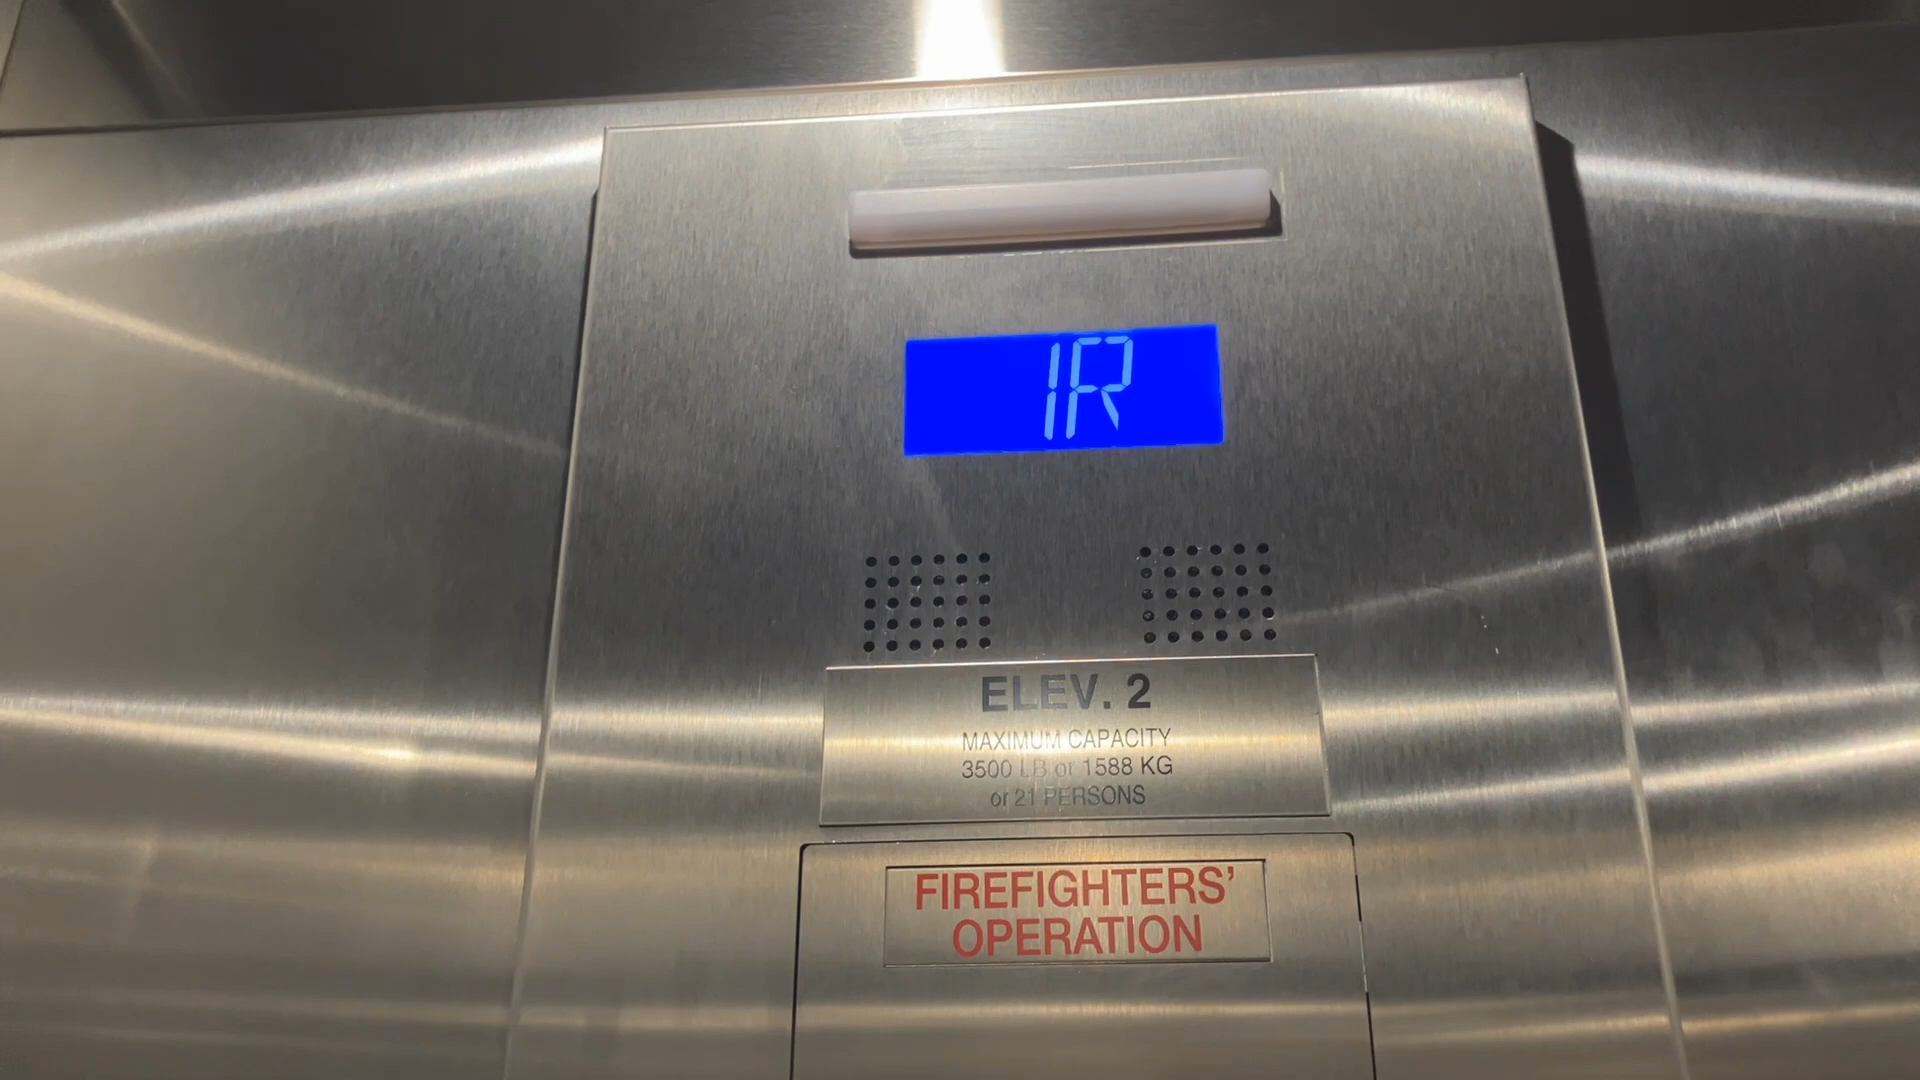 1R
ELEV. 2
MAXIMUM CAPACITY
3500 LB or 1588 KG
or 21 PERSONS
FIREFIGHTERS'
OPERATION